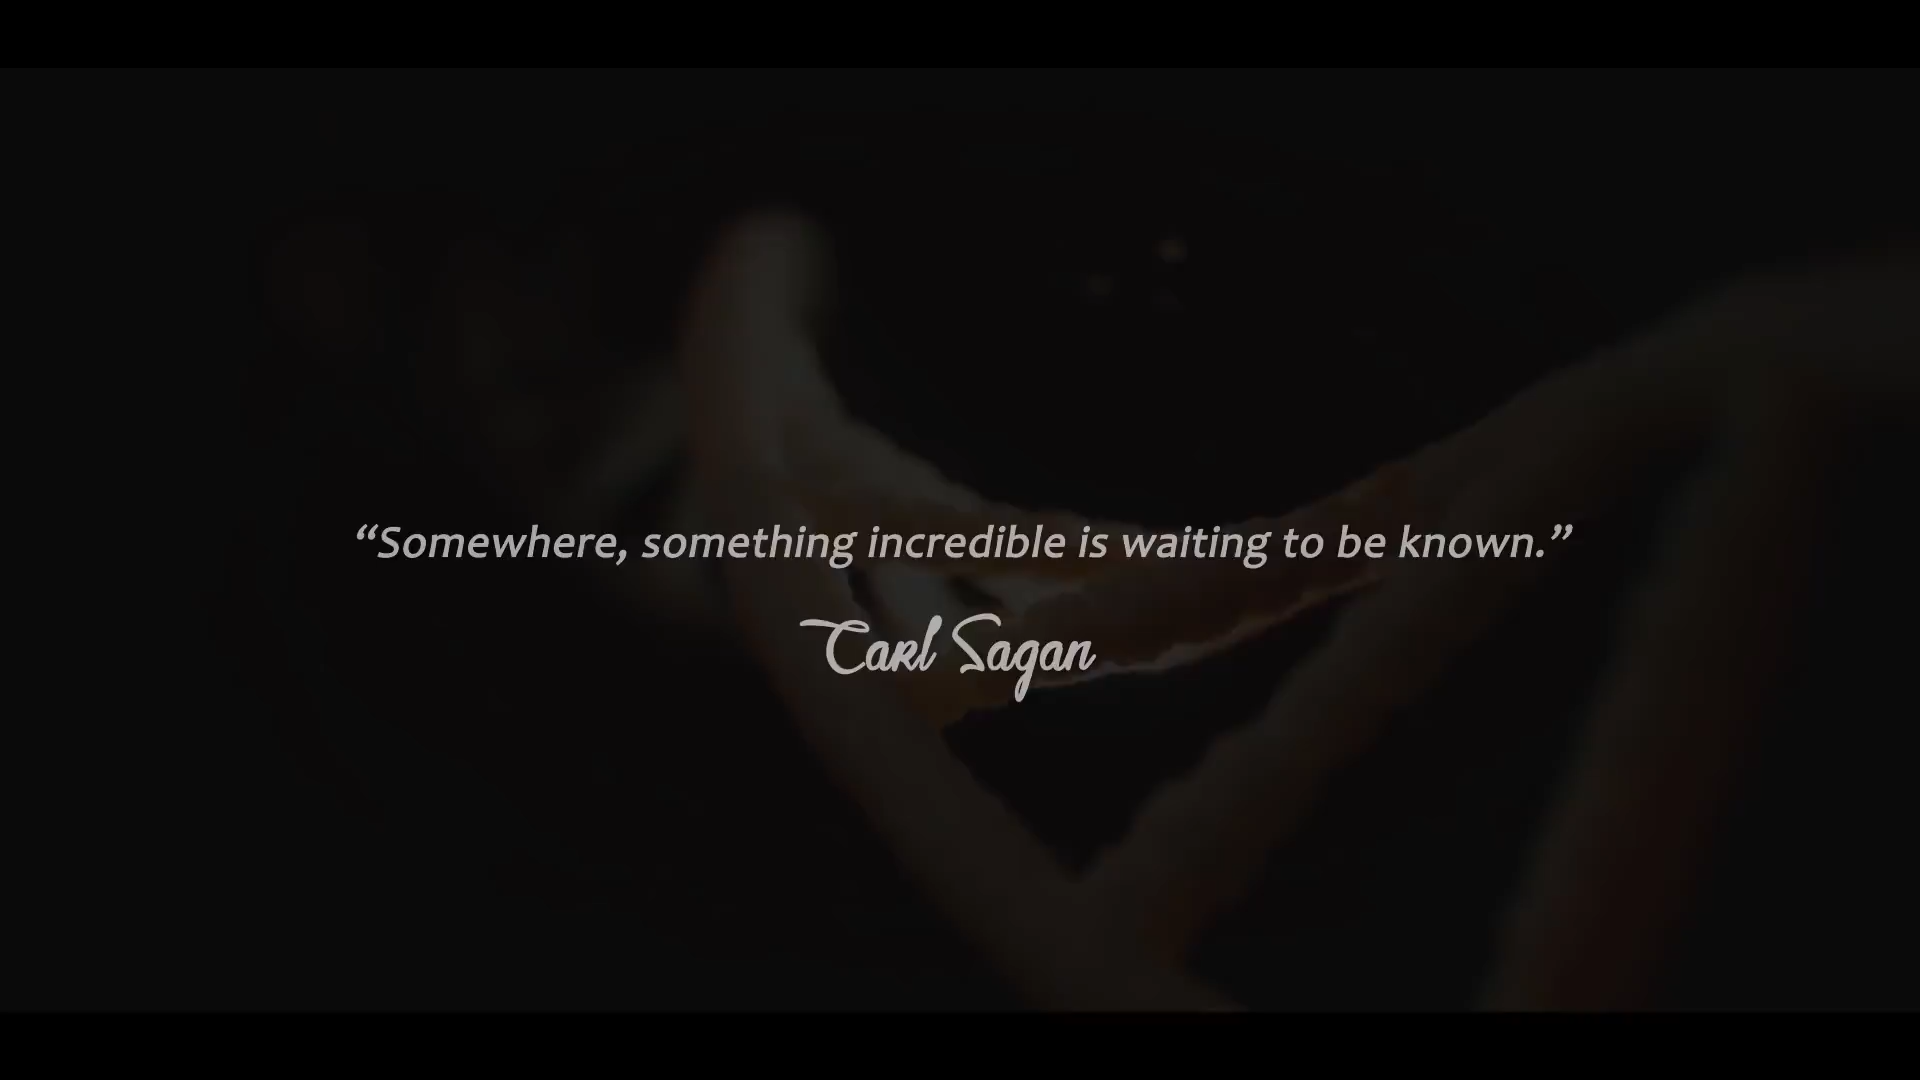 “Somewhere, something incredible is waiting to be known.”
Carl Sagan